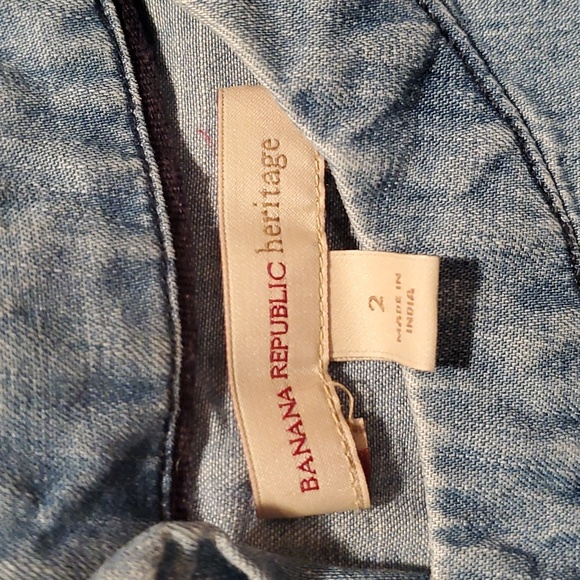 BANANA REPUBLIC heritage
2
MADE IN
INDIA